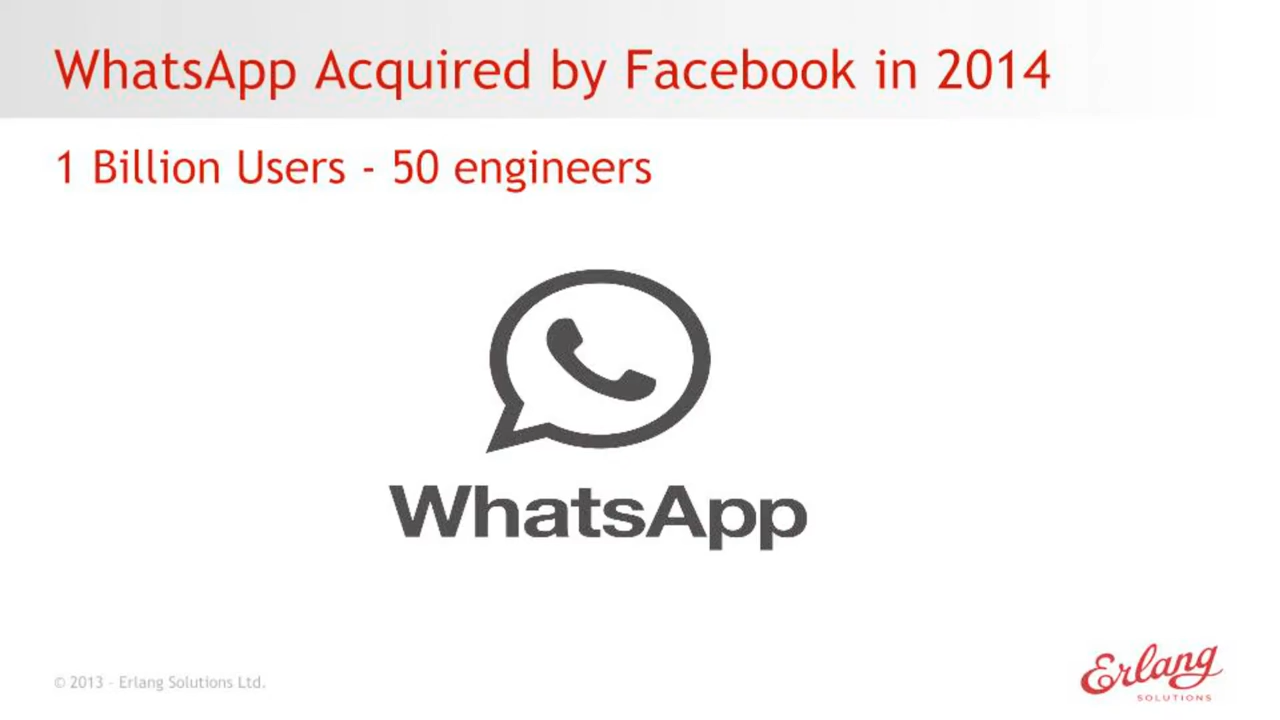 WhatsApp Acquired by Facebook in 2014
1 Billion Users - 50 engineers
WhatsApp
© 2013 – Erlang Solutions Ltd.
Erlang
SOLUTIONS